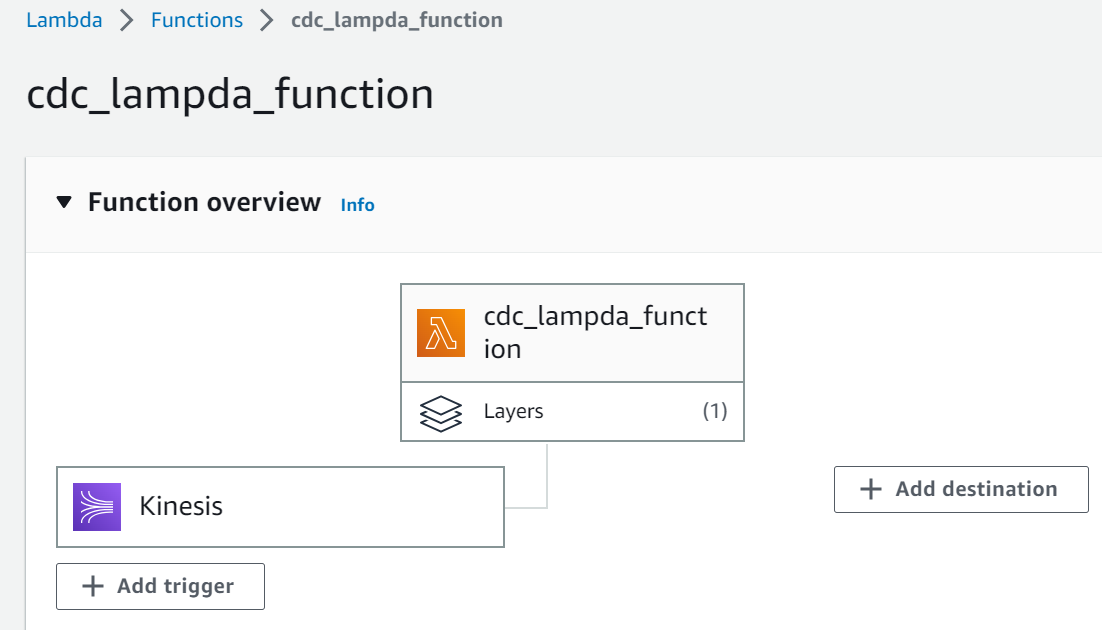 Lambda > Functions > cdc_lampda_function
cdc_lampda_function
Function overview Info
cdc_lampda_funct
ion
Layers (1)
Kinesis
+ Add destination
+ Add trigger